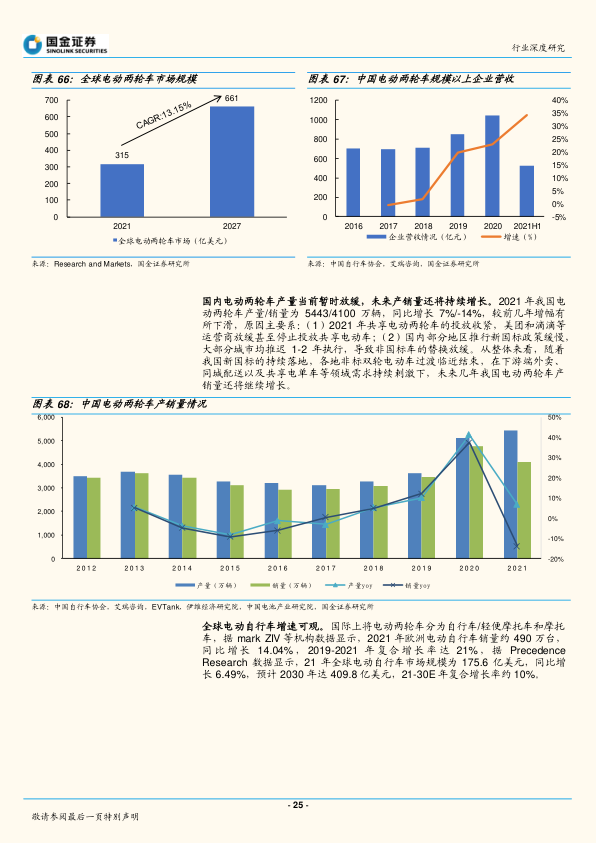 国金证券
SINOLINK SECURITIES
行业深度研究
图表 66：全球电动两轮车市场规模
700
600
500
400
300
200
100
0
CAGR:13.15%
315
661
2021
2027
全球电动两轮车市场（亿美元）
来源：Research and Markets，国金证券研究所
图表 67：中国电动两轮车规模以上企业营收
1200
1000
800
600
400
200
0
40%
35%
30%
25%
20%
15%
10%
5%
0%
-5%
2016 2017 2018 2019 2020 2021H1
企业营收情况（亿元） 增速（%）
来源：中国自行车协会，艾瑞咨询，国金证券研究所
国内电动两轮车产量当前暂时放缓，未来产销量还将持续增长。2021 年我国电
动两轮车产量/销量为 5443/4100 万辆，同比增长 7%/-14%，较前几年增幅有
所下滑，原因主要系：（1）2021 年共享电动两轮车的投放收紧，美团和滴滴等
运营商放缓甚至停止投放共享电动车；（2）国内部分地区推行新国标政策缓慢，
大部分城市均推迟 1-2 年执行，导致非国标车的替换放缓。从整体来看，随着
我国新国标的持续落地，各地非标双轮电动车过渡临近结束，在下游端外卖、
同城配送以及共享电单车等领域需求持续刺激下，未来几年我国电动两轮车产
销量还将继续增长。
图表 68：中国电动两轮车产销量情况
6,000
5,000
4,000
3,000
2,000
1,000
0
50%
40%
30%
20%
10%
0%
-10%
-20%
2012 2013 2014 2015 2016 2017 2018 2019 2020 2021
产量（万辆） 销量（万辆） 产量yoy 销量yoy
来源：中国自行车协会，艾瑞咨询，EVTank，伊维经济研究院，中国电池产业研究院，国金证券研究所
全球电动自行车增速可观。国际上将电动两轮车分为自行车/轻便摩托车和摩托
车，据 mark ZIV 等机构数据显示，2021 年欧洲电动自行车销量约 490 万台，
同比增长 14.04%，2019-2021 年复合增长率达 21%，据 Precedence
Research 数据显示，21 年全球电动自行车市场规模为 175.6 亿美元，同比增
长 6.49%，预计 2030 年达 409.8 亿美元，21-30E 年复合增长率约 10%。
- 25 -
敬请参阅最后一页特别声明